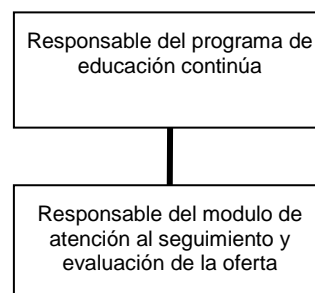 Responsable del programa de
educación continúa
Responsable del modulo de
atención al seguimiento y
evaluación de la oferta